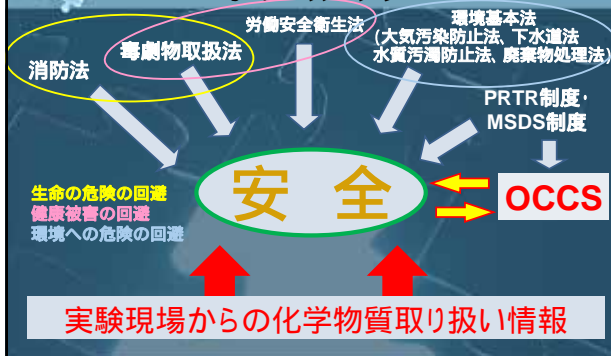 労働安全衛生法
環境基本法
(大気汚染防止法、下水道法
水質汚濁防止法、廃棄物処理法)
毒劇物取扱法
消防法
PRTR制度・
MSDS制度
安 全
OCCS
生命の危険の回避
健康被害の回避
環境への危険の回避
実験現場からの化学物質取り扱い情報